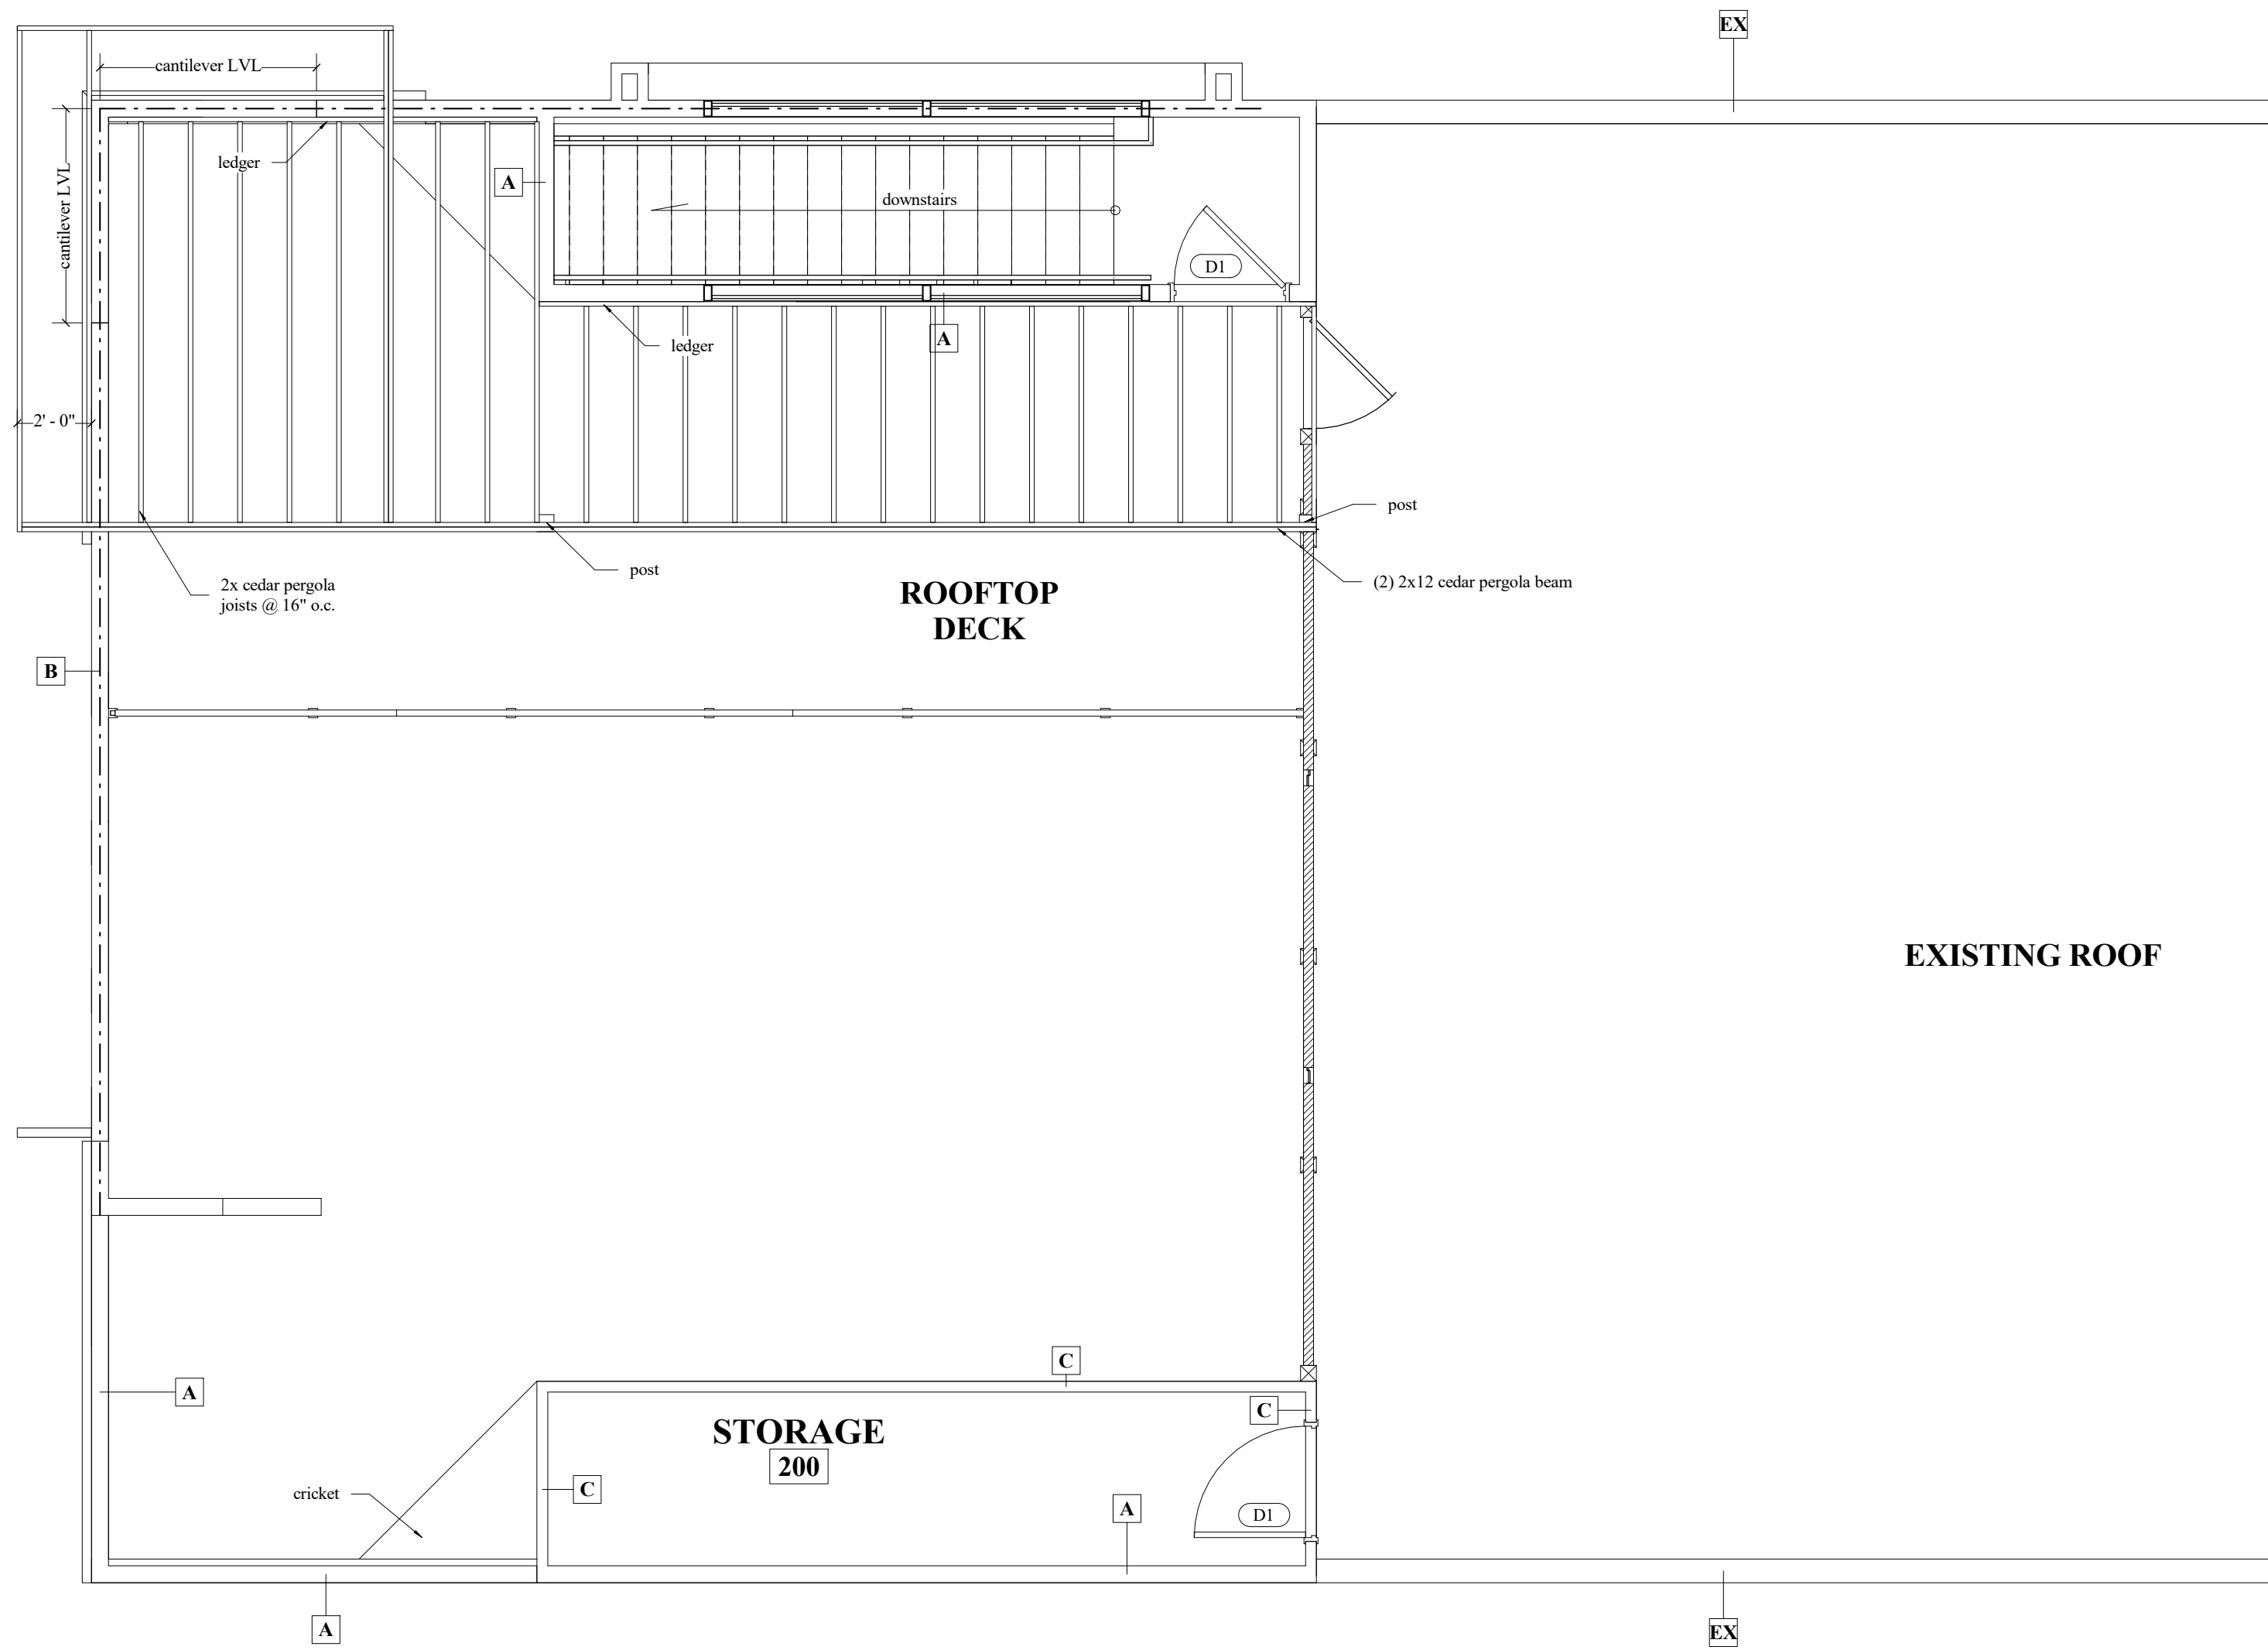 EX
cantilever LVL
cantilever LVL
ledger
A
downstairs
D1
ledger
A
2' - 0"
post
post
2x cedar pergola
joists @ 16" o.c.
(2) 2x12 cedar pergola beam
ROOFTOP
DECK
B
EXISTING ROOF
C
A
C
STORAGE
200
C
cricket
A
D1
A
EX